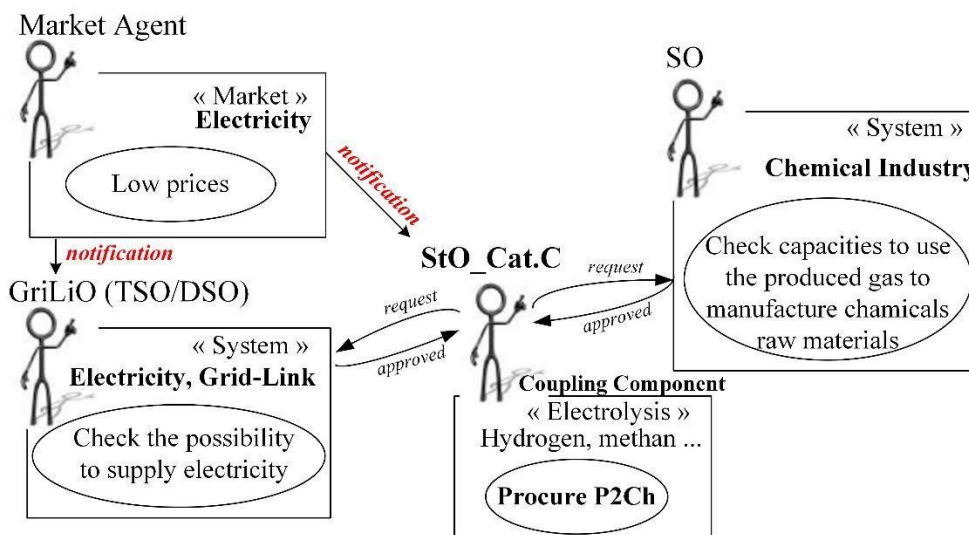 Market Agent
« Market »
Electricity
Low prices
notification
notification
SO
« System »
Chemical Industry
Check capacities to use
the produced gas to
manufacture chamicals
raw materials
StO_Cat.C
request
approved
request
approved
GriLiO (TSO/DSO)
« System »
Electricity, Grid-Link
Check the possibility
to supply electricity
Coupling Component
« Electrolysis »
Hydrogen, methan ...
Procure P2Ch